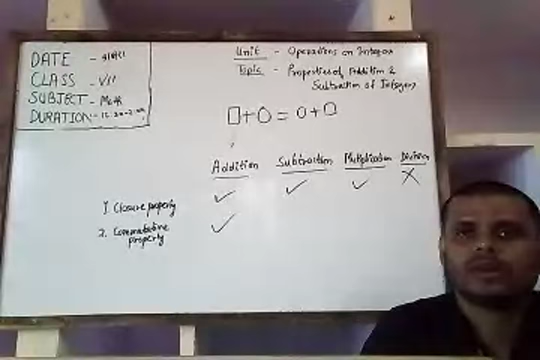 DATE -
CLASS - VII
SUBJECT - Math
DURATION -
Unit - Operations on Integers
Topic - Properties of Addition &
Subtraction of Integers
□ + ○ = ○ + □
Addition Subtraction Multiplication Division
1. Closure property ✓ ✓ ✓ ✗
2. Commutative ✓
property